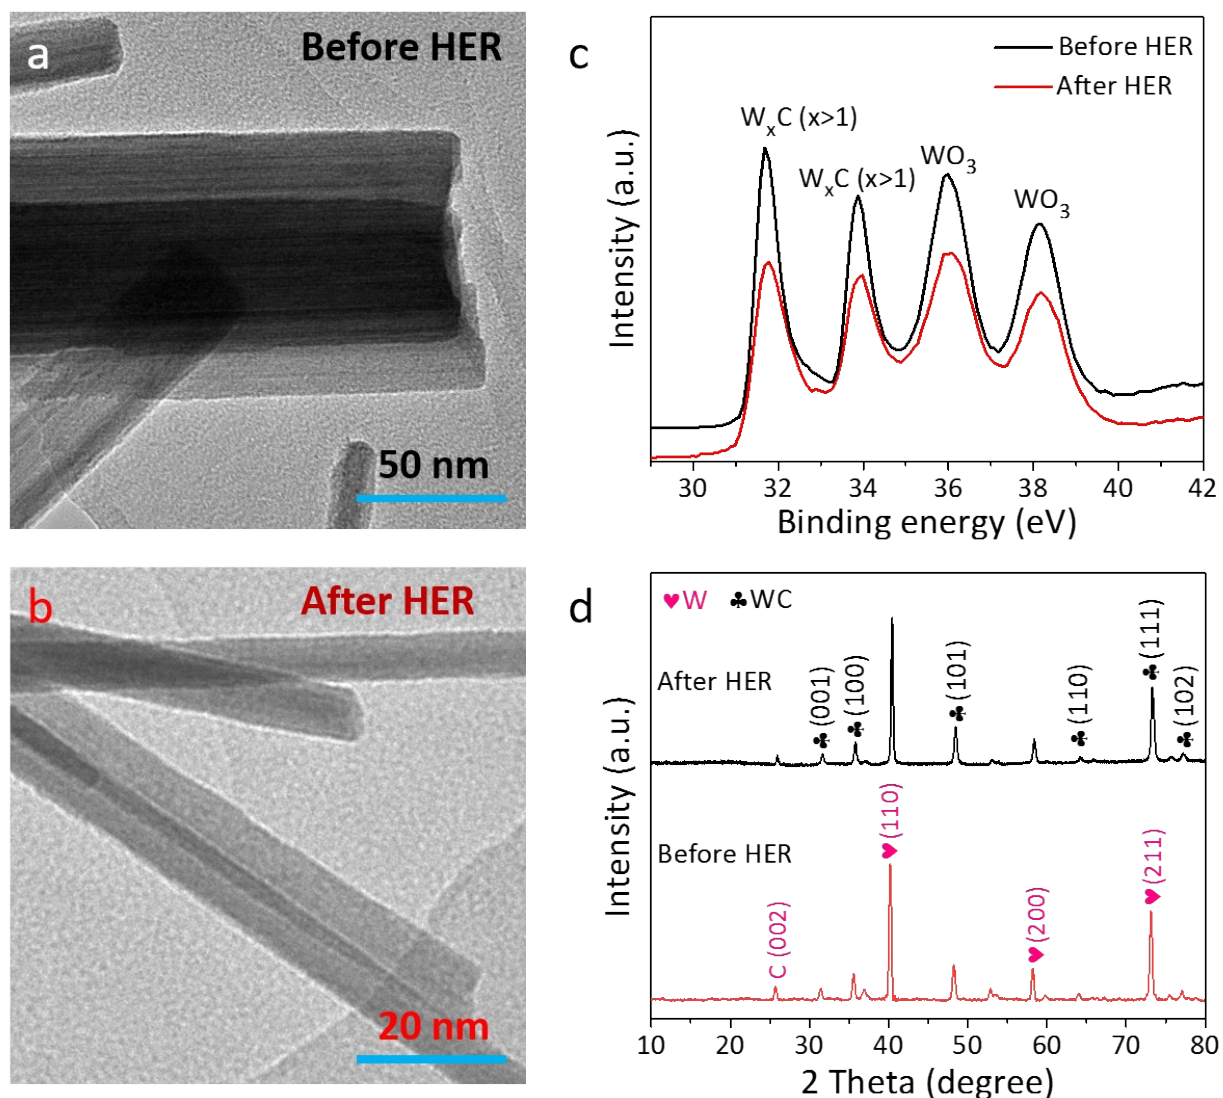 a
Before HER
50 nm
b
After HER
20 nm
c
Before HER
After HER
WₓC (x>1)
WₓC (x>1)
WO₃
WO₃
Intensity (a.u.)
30 32 34 36 38 40 42
Binding energy (eV)
d
♥W ♣WC
After HER
♣(001)
♣(100)
♣(101)
♣(110)
♣(111)
♣(102)
Before HER
C (002)
♥(110)
♥(200)
♥(211)
Intensity (a.u.)
10 20 30 40 50 60 70 80
2 Theta (degree)